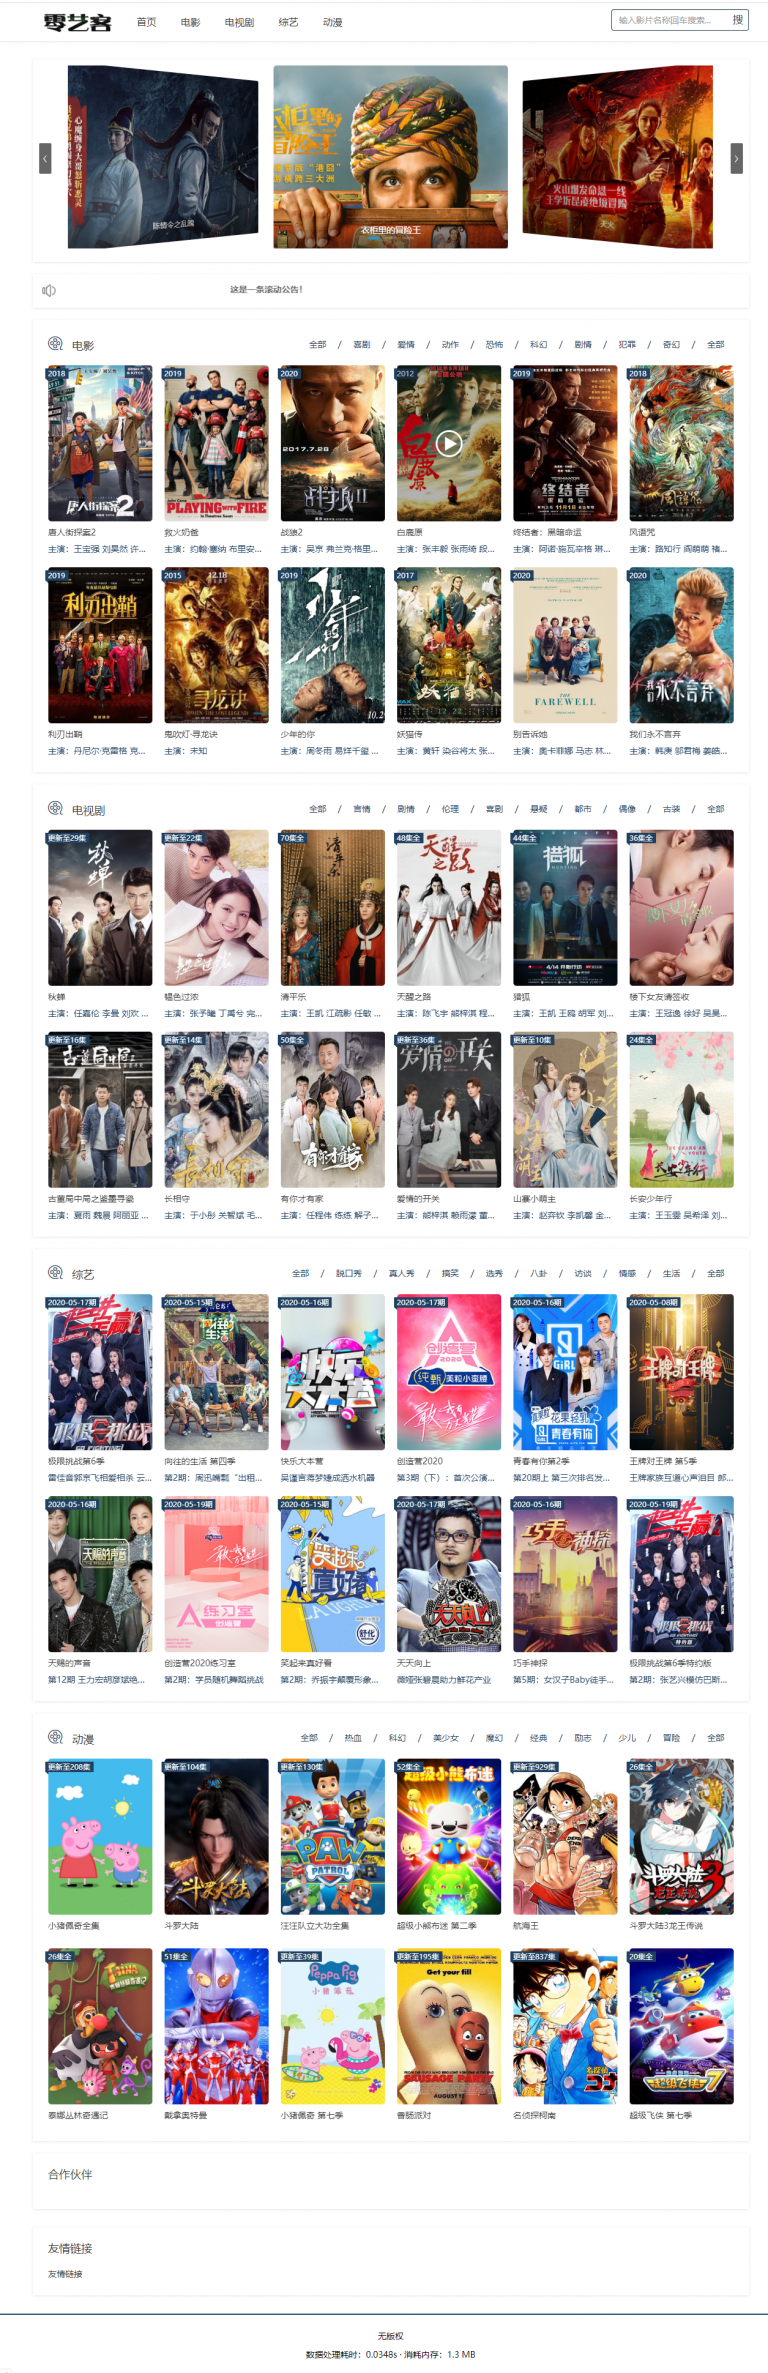 零艺客 首页 电影 电视剧 综艺 动漫
输入影片名称回车搜索... 搜
陈情令之乱魄
衣柜里的冒险王
火山爆发命悬一线
王学圻昆凌绝境冒险
天火
这是一条滚动公告！
电影
全部 / 喜剧 / 爱情 / 动作 / 恐怖 / 科幻 / 剧情 / 犯罪 / 奇幻 / 全部
2018 2019 2020 2012 2019 2018
唐人街探案2 救火奶爸 战狼2 白鹿原 终结者：黑暗命运 风语咒
主演：王宝强 刘昊然 许... 主演：约翰·塞纳 布里安... 主演：吴京 弗兰克·格里... 主演：张丰毅 张雨绮 段... 主演：阿诺·施瓦辛格 琳... 主演：路知行 阎萌萌 褚...
2019 2015 2019 2017 2020 2020
利刃出鞘 鬼吹灯·寻龙诀 少年的你 妖猫传 别告诉她 我们永不言弃
主演：丹尼尔·克雷格 克... 主演：未知 主演：周冬雨 易烊千玺 ... 主演：黄轩 染谷将太 张... 主演：奥卡菲娜 马志 林... 主演：韩庚 邬君梅 姜皓...
电视剧
全部 / 言情 / 剧情 / 伦理 / 喜剧 / 悬疑 / 都市 / 偶像 / 古装 / 全部
更新至29集 更新至22集 70集全 48集全 44集全 36集全
秋蝉 韫色过浓 清平乐 天醒之路 猎狐 楼下女友请签收
主演：任嘉伦 李曼 刘欢 ... 主演：张予曦 丁禹兮 完... 主演：王凯 江疏影 任敏 ... 主演：陈飞宇 熊梓淇 程... 主演：王凯 王鸥 胡军 刘... 主演：王冠逸 徐好 吴昊...
更新至16集 更新至14集 50集全 更新至36集 更新至10集 24集全
古董局中局之鉴墨寻瓷 长相守 有你才有家 爱情的开关 山寨小萌主 长安少年行
主演：夏雨 魏晨 阿丽亚 ... 主演：于小彤 关智斌 毛... 主演：任程伟 练练 解子... 主演：熊梓淇 赖雨濛 董... 主演：赵弈钦 李凯馨 金... 主演：王玉雯 吴希泽 刘...
综艺
全部 / 脱口秀 / 真人秀 / 搞笑 / 选秀 / 八卦 / 访谈 / 情感 / 生活 / 全部
2020-05-17期 2020-05-15期 2020-05-16期 2020-05-17期 2020-05-16期 2020-05-08期
极限挑战第6季 向往的生活 第四季 快乐大本营 创造营2020 青春有你第2季 王牌对王牌 第5季
雷佳音郭京飞相爱相杀 云... 第2期：周迅嘴瓢“出租... 吴谨言蒋梦婕成洒水机器 第3期（下）：首次公演... 第20期上 第三次排名发... 王牌家族互道心声泪目 郎...
2020-05-16期 2020-05-19期 2020-05-16期 2020-05-17期 2020-05-16期 2020-05-19期
天赐的声音 创造营2020练习室 笑起来真好看 天天向上 巧手神探 极限挑战第6季特约版
第12期 王力宏胡彦斌绝... 第2期：学员随机舞蹈挑战 第2期：乔振宇颠覆形象... 薇娅张碧晨助力鲜花产业 第5期：女汉子Baby徒手... 第2期：张艺兴模仿巴斯...
动漫
全部 / 热血 / 科幻 / 美少女 / 魔幻 / 经典 / 励志 / 少儿 / 冒险 / 全部
更新至208集 更新至104集 更新至130集 52集全 更新至929集 26集全
小猪佩奇全集 斗罗大陆 汪汪队立大功全集 超级小熊布迷 第二季 航海王 斗罗大陆3龙王传说
26集全 51集全 更新至39集 更新至195集 更新至837集 20集全
泰娜丛林奇遇记 戴拿奥特曼 小猪佩奇 第七季 香肠派对 名侦探柯南 超级飞侠 第七季
合作伙伴
友情链接
友情链接
无版权
数据处理耗时：0.0348s · 消耗内存：1.3 MB